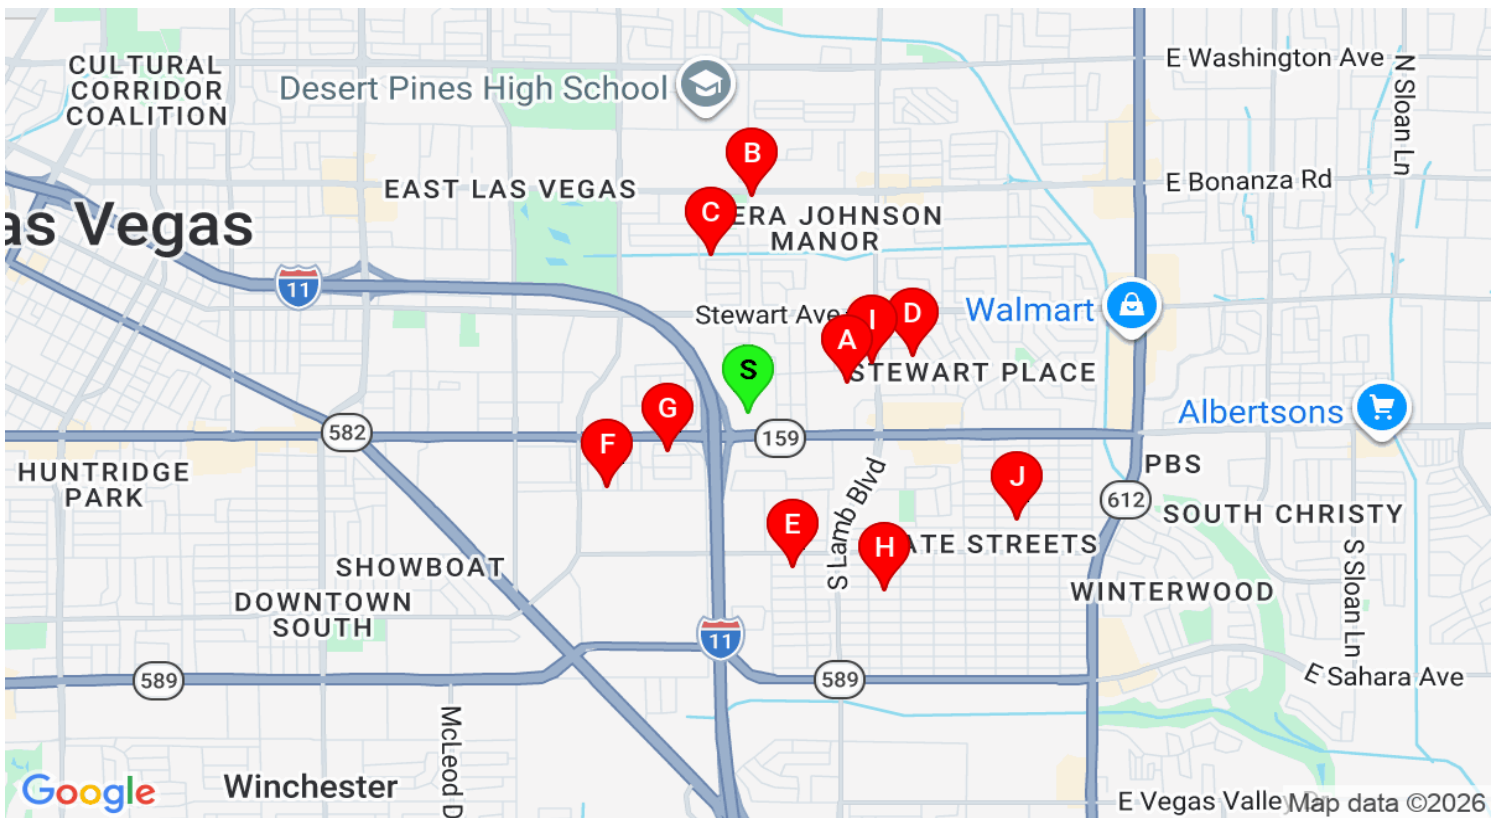 E Washington Ave
CULTURAL
CORRIDOR
COALITION
Desert Pines High School
N Sloan Ln
B
EAST LAS VEGAS
E Bonanza Rd
C
ERA JOHNSON
MANOR
as Vegas
11
Stewart Ave
I
D
A
Walmart
S
STEWART PLACE
G
Albertsons
582
F
159
HUNTRIDGE
PARK
PBS
J
612
SOUTH CHRISTY
E
S Lamb Blvd
H
ATE STREETS
SHOWBOAT
DOWNTOWN
SOUTH
WINTERWOOD
S Sloan Ln
11
589
589
E Sahara Ave
McLeod D
Google
Winchester
E Vegas Valley
Map data ©2026